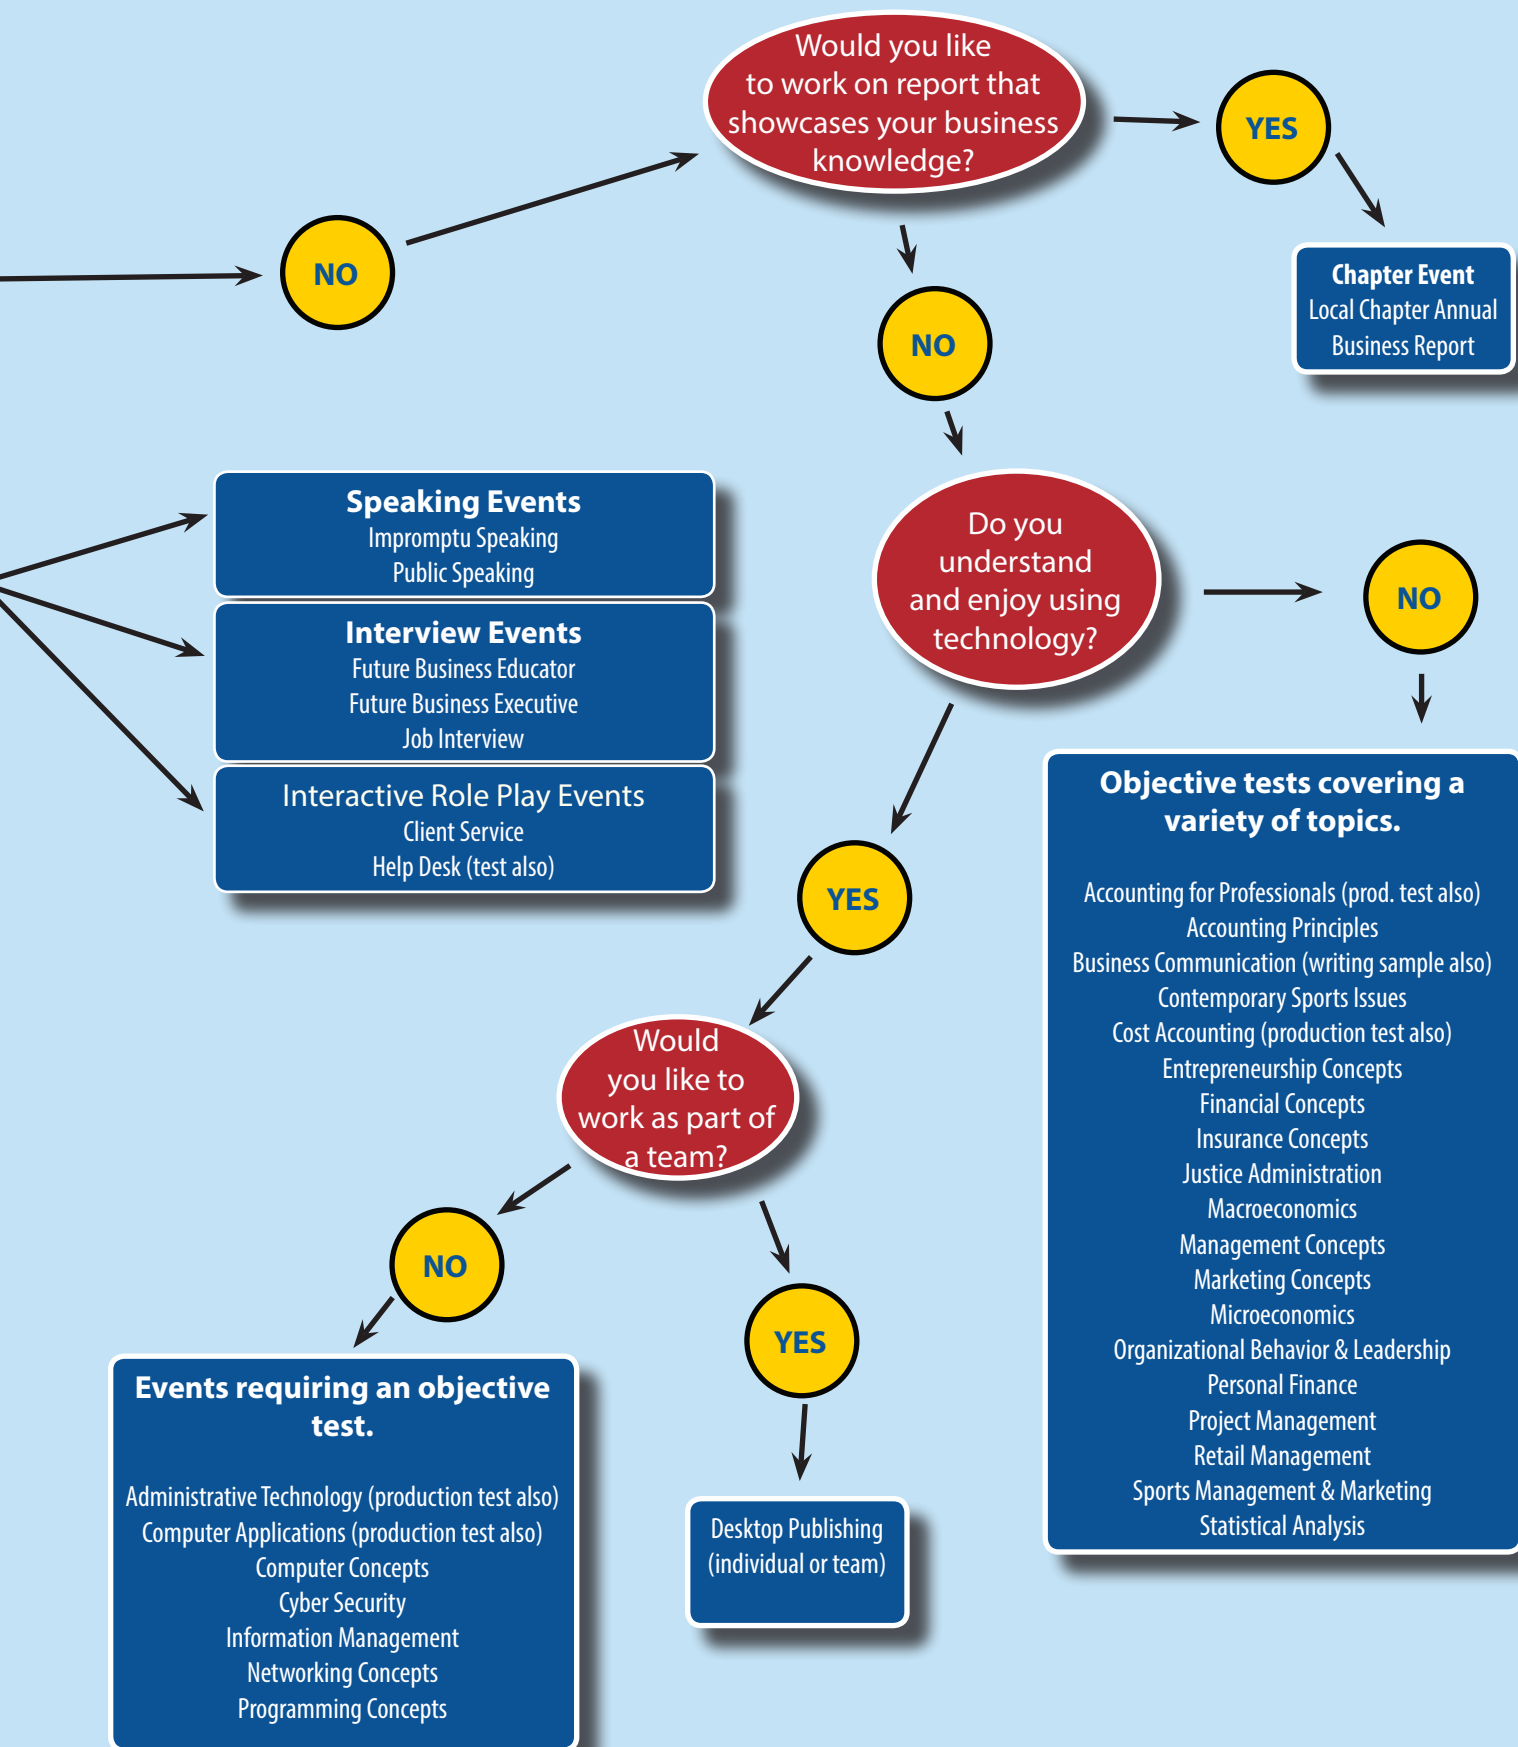 Would you like
to work on report that
showcases your business
knowledge?
YES
NO
Chapter Event
Local Chapter Annual
Business Report
NO
Speaking Events
Impromptu Speaking
Public Speaking
Interview Events
Future Business Educator
Future Business Executive
Job Interview
Interactive Role Play Events
Client Service
Help Desk (test also)
Do you
understand
and enjoy using
technology?
NO
YES
Objective tests covering a
variety of topics.
Accounting for Professionals (prod. test also)
Accounting Principles
Business Communication (writing sample also)
Contemporary Sports Issues
Cost Accounting (production test also)
Entrepreneurship Concepts
Financial Concepts
Insurance Concepts
Justice Administration
Macroeconomics
Management Concepts
Marketing Concepts
Microeconomics
Organizational Behavior & Leadership
Personal Finance
Project Management
Retail Management
Sports Management & Marketing
Statistical Analysis
Would
you like to
work as part of
a team?
NO
YES
Events requiring an objective
test.
Administrative Technology (production test also)
Computer Applications (production test also)
Computer Concepts
Cyber Security
Information Management
Networking Concepts
Programming Concepts
Desktop Publishing
(individual or team)